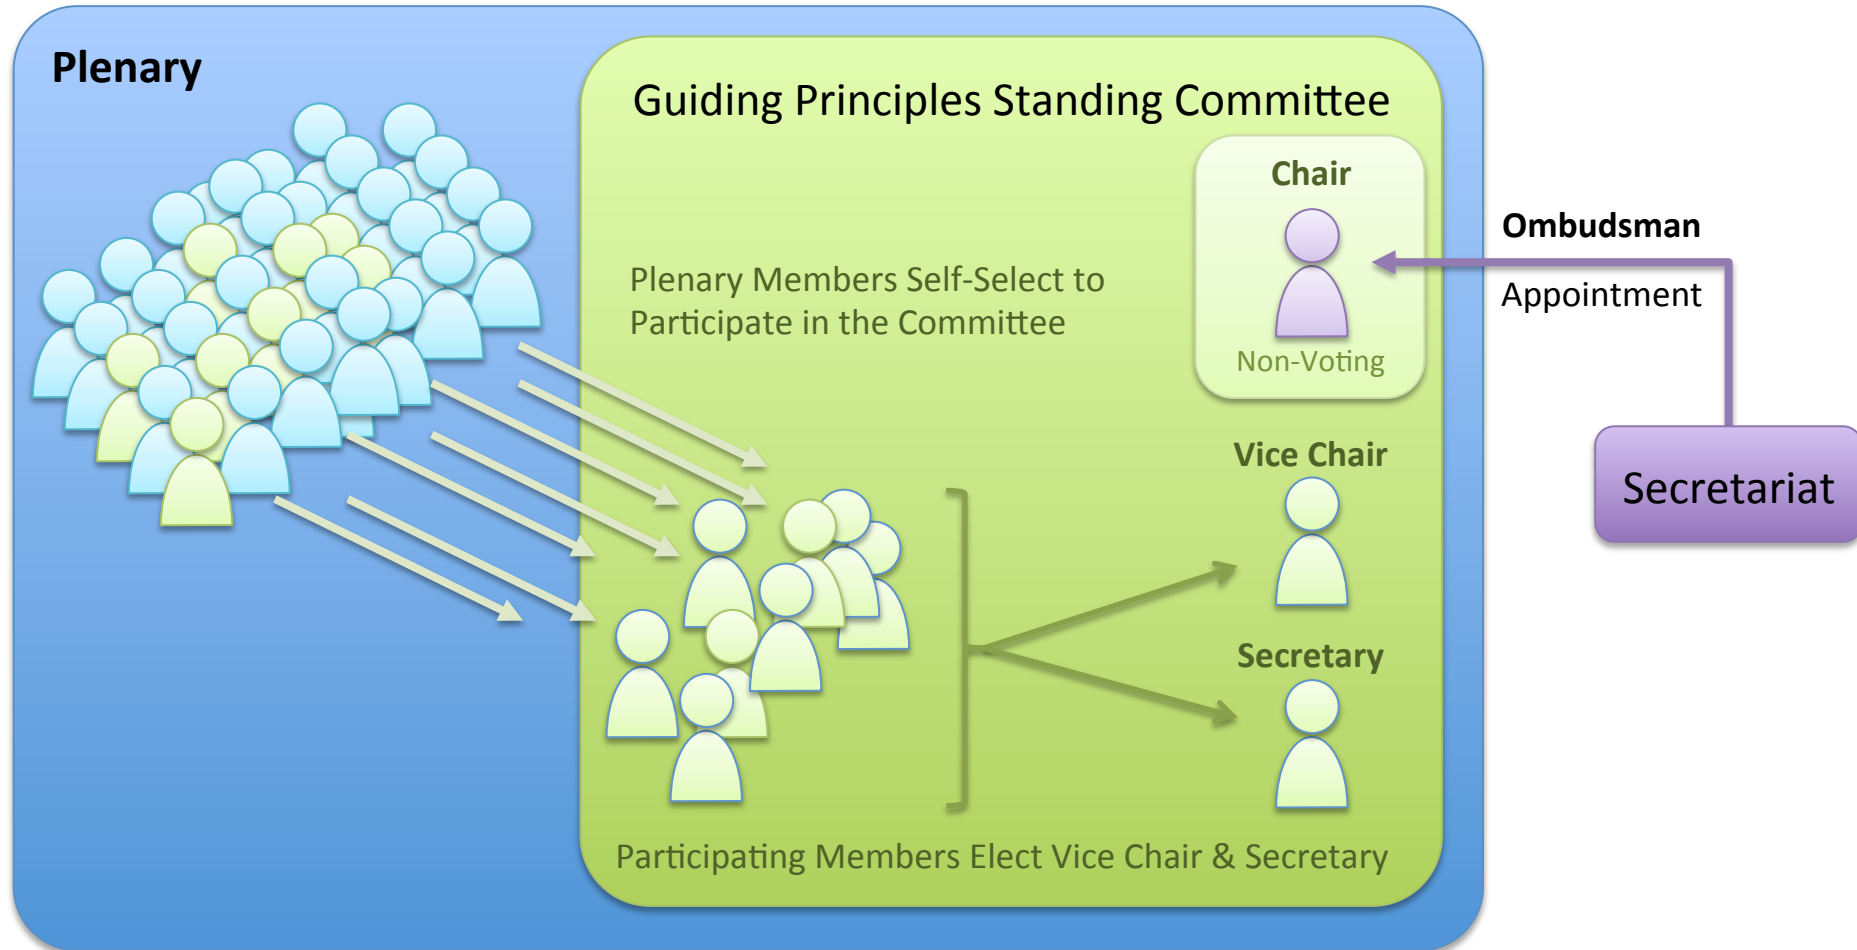 Plenary
Guiding Principles Standing Committee
Chair
Non-Voting
Ombudsman
Appointment
Plenary Members Self-Select to
Participate in the Committee
Vice Chair
Secretariat
Secretary
Participating Members Elect Vice Chair & Secretary